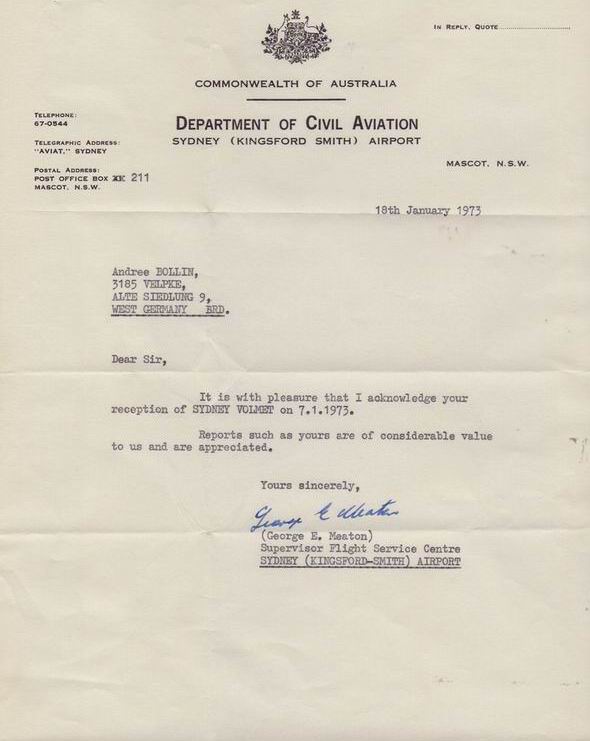 IN REPLY, QUOTE
COMMONWEALTH OF AUSTRALIA
DEPARTMENT OF CIVIL AVIATION
SYDNEY (KINGSFORD SMITH) AIRPORT
TELEPHONE:
67-0544
TELEGRAPHIC ADDRESS:
"AVIAT," SYDNEY
POSTAL ADDRESS:
POST OFFICE BOX 211
MASCOT, N.S.W.
MASCOT, N.S.W.
18th January 1973
Andree BOLLIN,
3185 VELPKE,
ALTE SIEDLUNG 9,
WEST GERMANY BRD.
Dear Sir,
It is with pleasure that I acknowledge your
reception of SYDNEY VOLMET on 7.1.1973.
Reports such as yours are of considerable value
to us and are appreciated.
Yours sincerely,
George E Meaton
(George E. Meaton)
Supervisor Flight Service Centre
SYDNEY (KINGSFORD-SMITH) AIRPORT